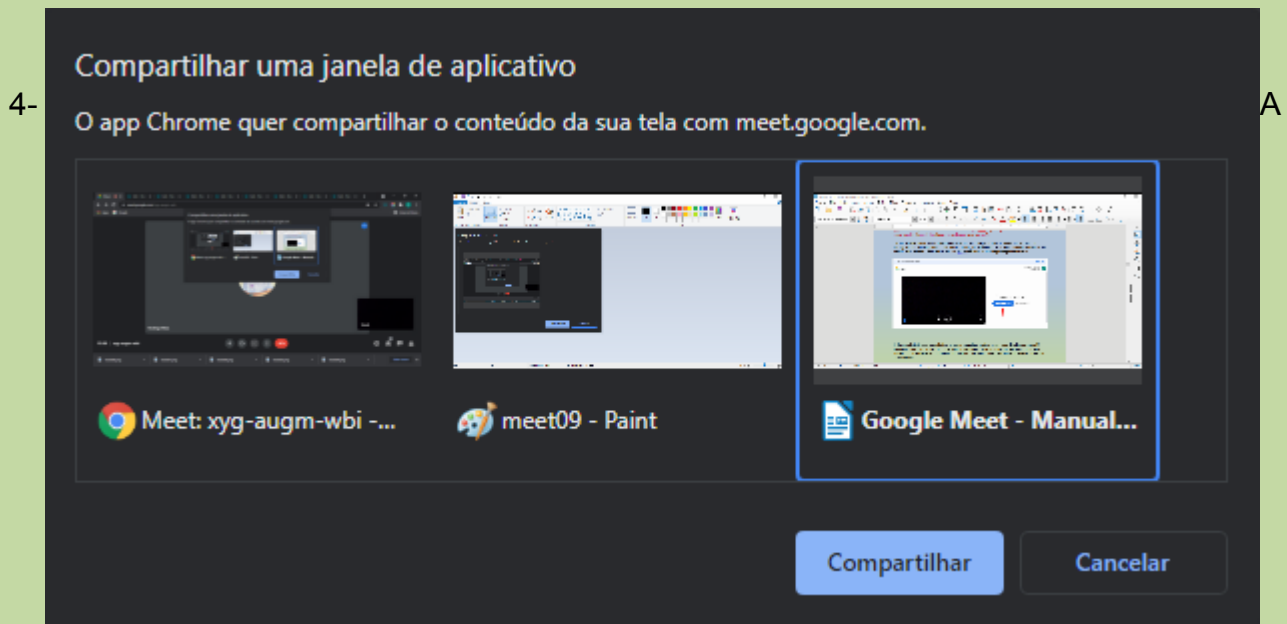 Compartilhar uma janela de aplicativo
4- A
O app Chrome quer compartilhar o conteúdo da sua tela com meet.google.com.
Meet: xyg-augm-wbi -...
meet09 - Paint
Google Meet - Manual...
Compartilhar
Cancelar